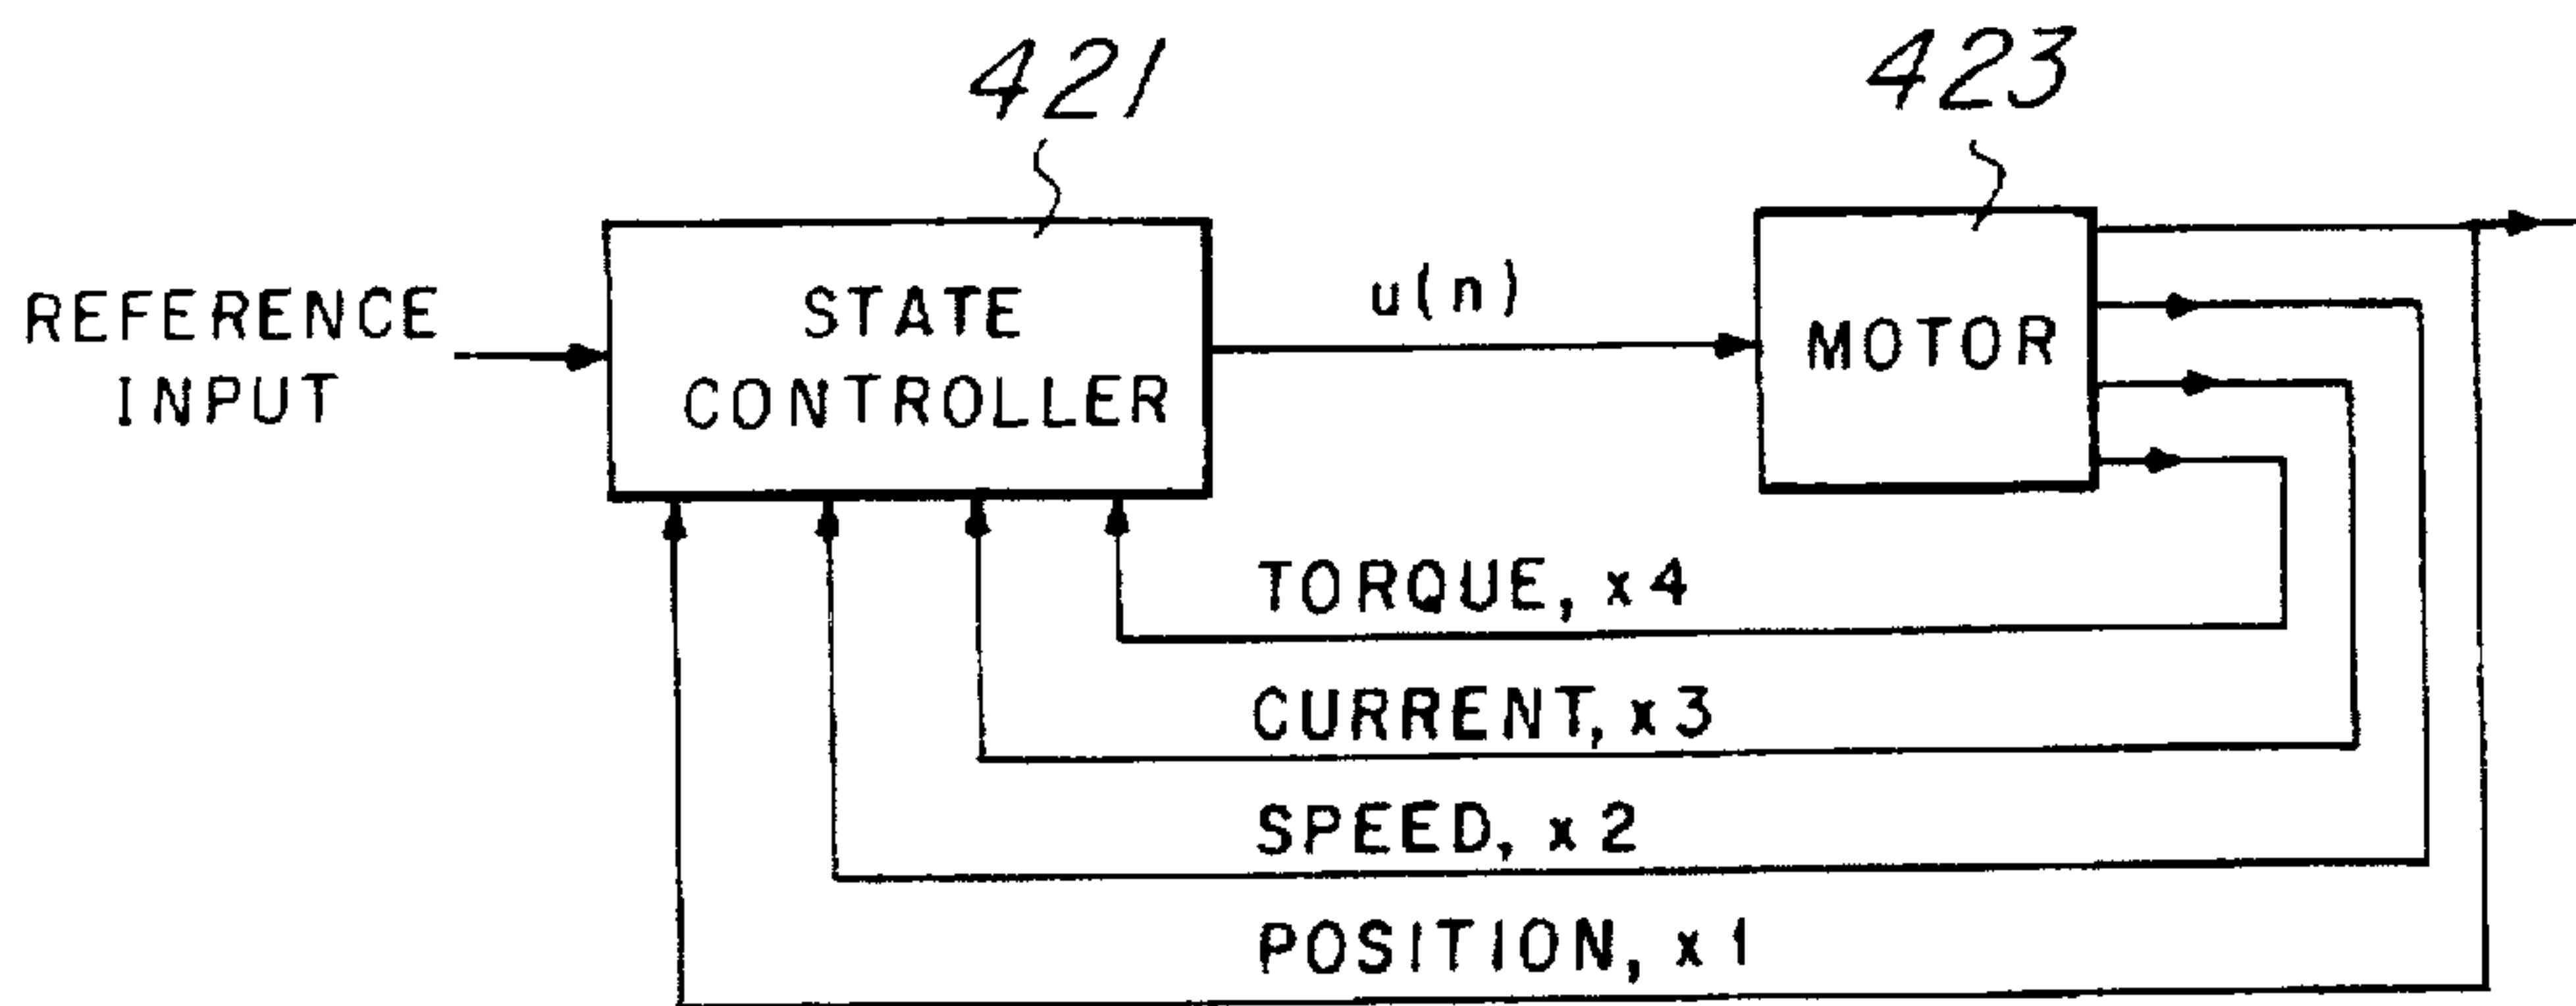 421
423
REFERENCE
INPUT
STATE
CONTROLLER
u(n)
MOTOR
TORQUE, x4
CURRENT, x3
SPEED, x2
POSITION, x1